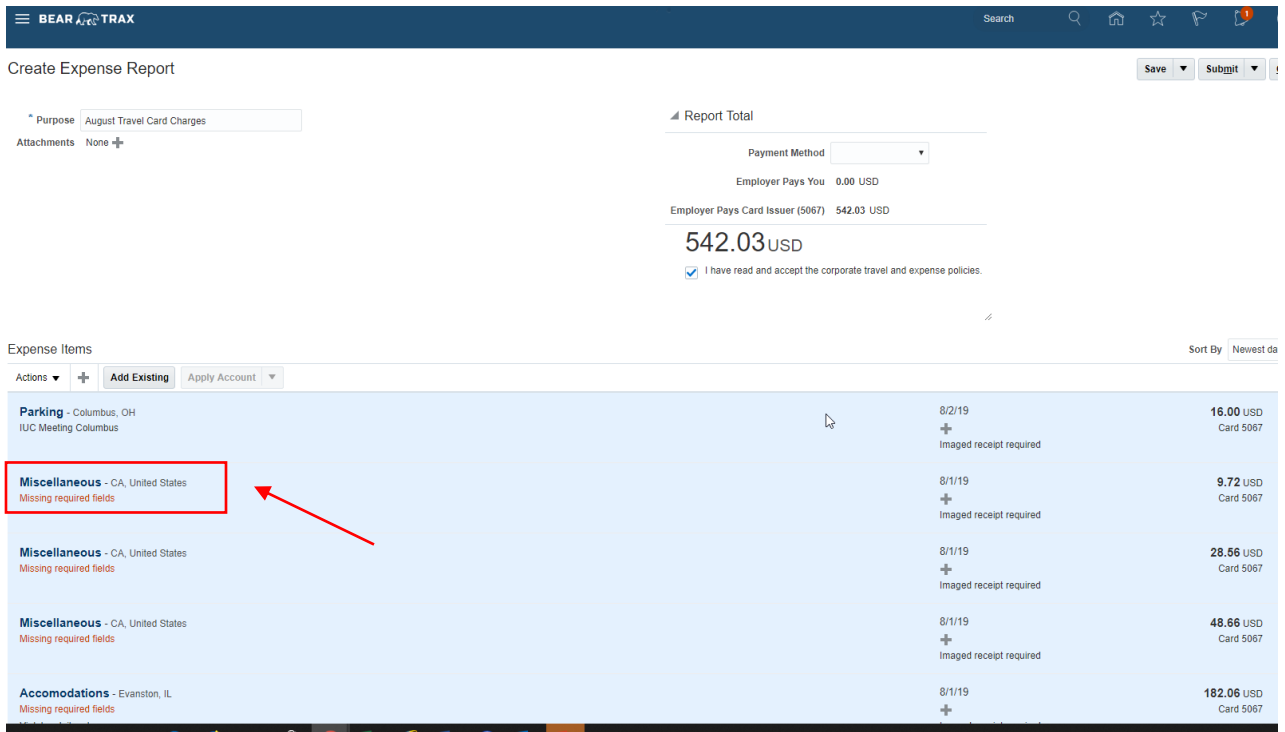 BEAR TRAX
Search
1
Create Expense Report
Save
Submit
* Purpose August Travel Card Charges
Attachments None
Report Total
Payment Method
Employer Pays You 0.00 USD
Employer Pays Card Issuer (5067) 542.03 USD
542.03 USD
I have read and accept the corporate travel and expense policies.
Expense Items
Sort By Newest da
Actions Add Existing Apply Account
Parking - Columbus, OH 8/2/19 16.00 USD
IUC Meeting Columbus Card 5067
Imaged receipt required
Miscellaneous - CA, United States 8/1/19 9.72 USD
Missing required fields Card 5067
Imaged receipt required
Miscellaneous - CA, United States 8/1/19 28.56 USD
Missing required fields Card 5067
Imaged receipt required
Miscellaneous - CA, United States 8/1/19 48.66 USD
Missing required fields Card 5067
Imaged receipt required
Accomodations - Evanston, IL 8/1/19 182.06 USD
Missing required fields Card 5067